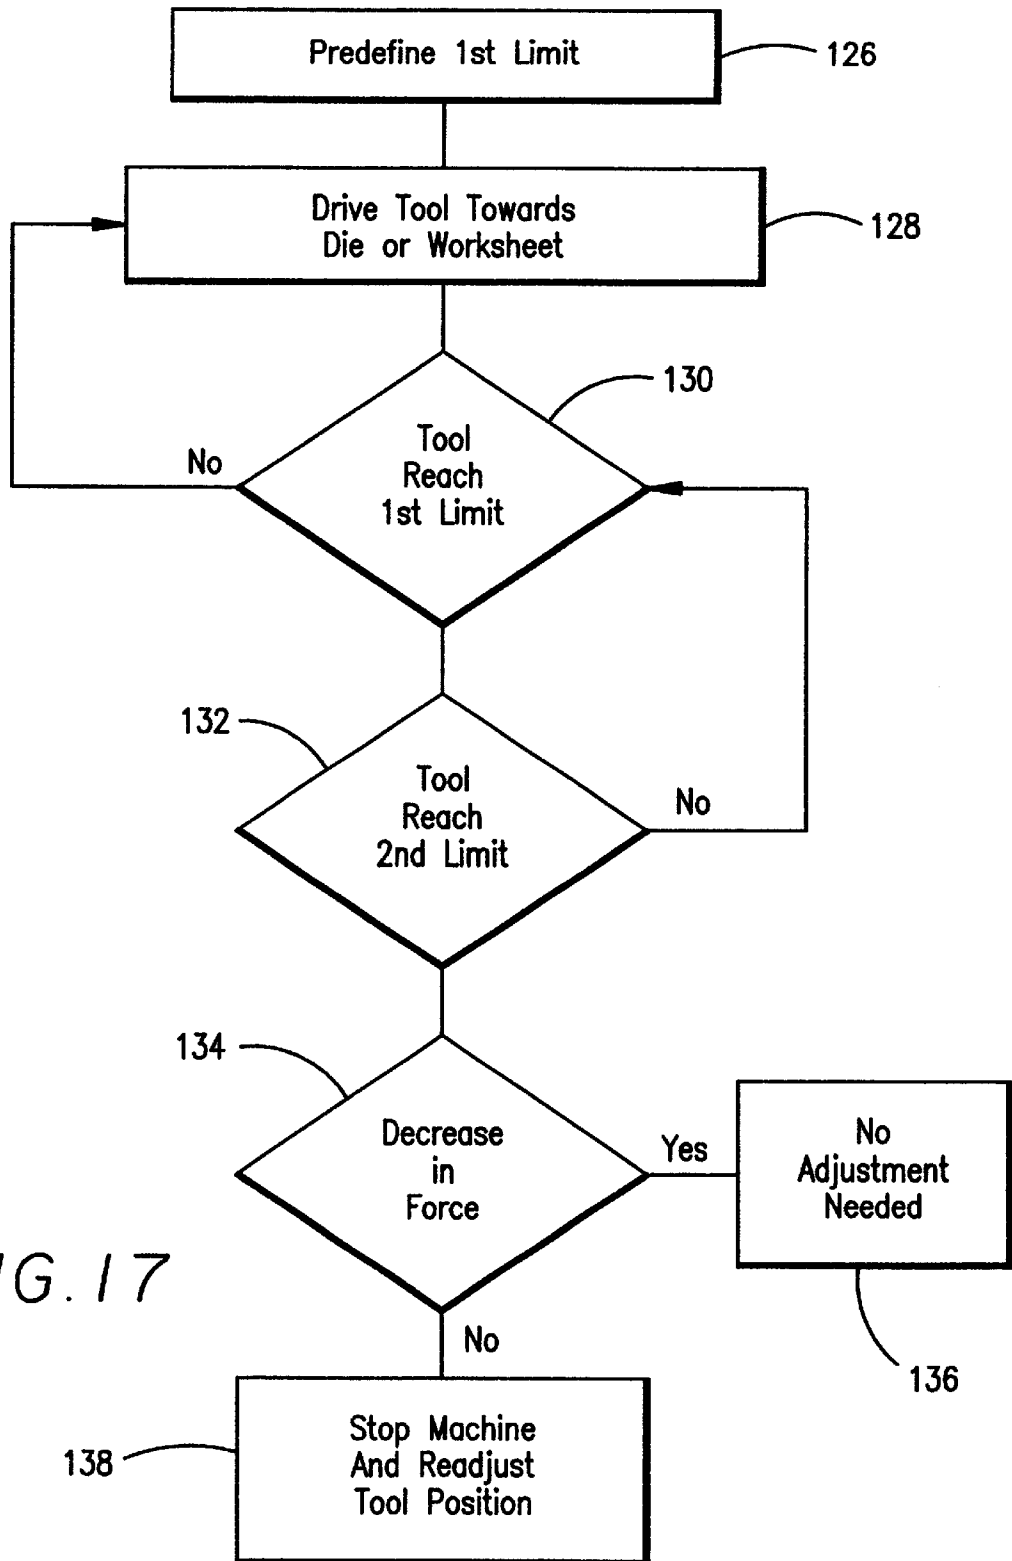 Predefine 1st Limit
126
Drive Tool Towards
Die or Worksheet
128
130
Tool
Reach
1st Limit
No
132
Tool
Reach
2nd Limit
No
134
Decrease
in
Force
Yes
No
Adjustment
Needed
136
IG. 17
No
138
Stop Machine
And Readjust
Tool Position